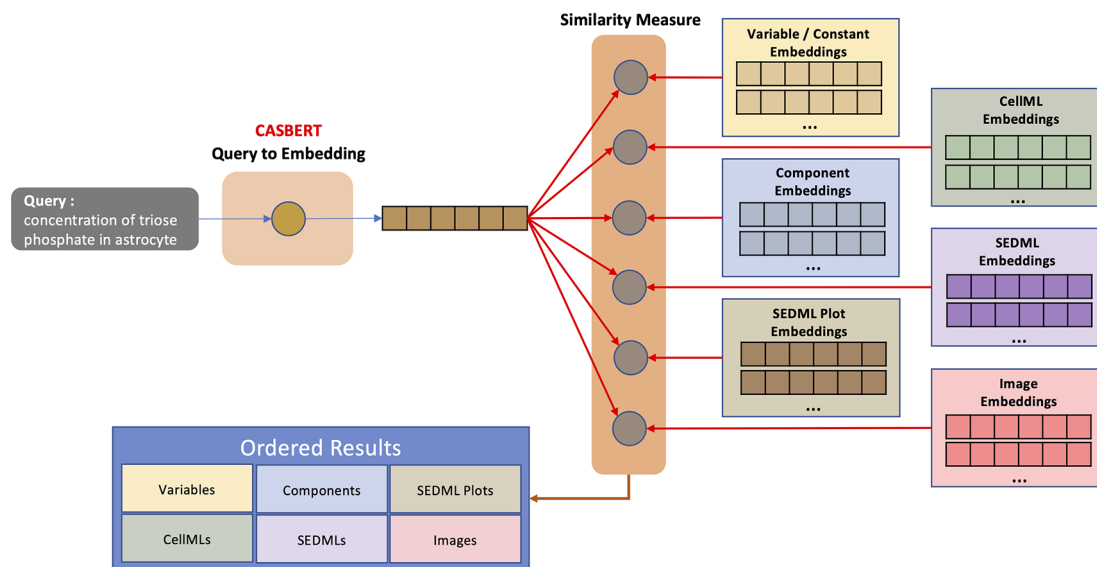 Similarity Measure
Variable / Constant
Embeddings
...
CellML
Embeddings
...
CASBERT
Query to Embedding
Query :
concentration of triose
phosphate in astrocyte
Component
Embeddings
...
SEDML
Embeddings
...
SEDML Plot
Embeddings
...
Image
Embeddings
...
Ordered Results
Variables
Components
SEDML Plots
CellMLs
SEDMLs
Images